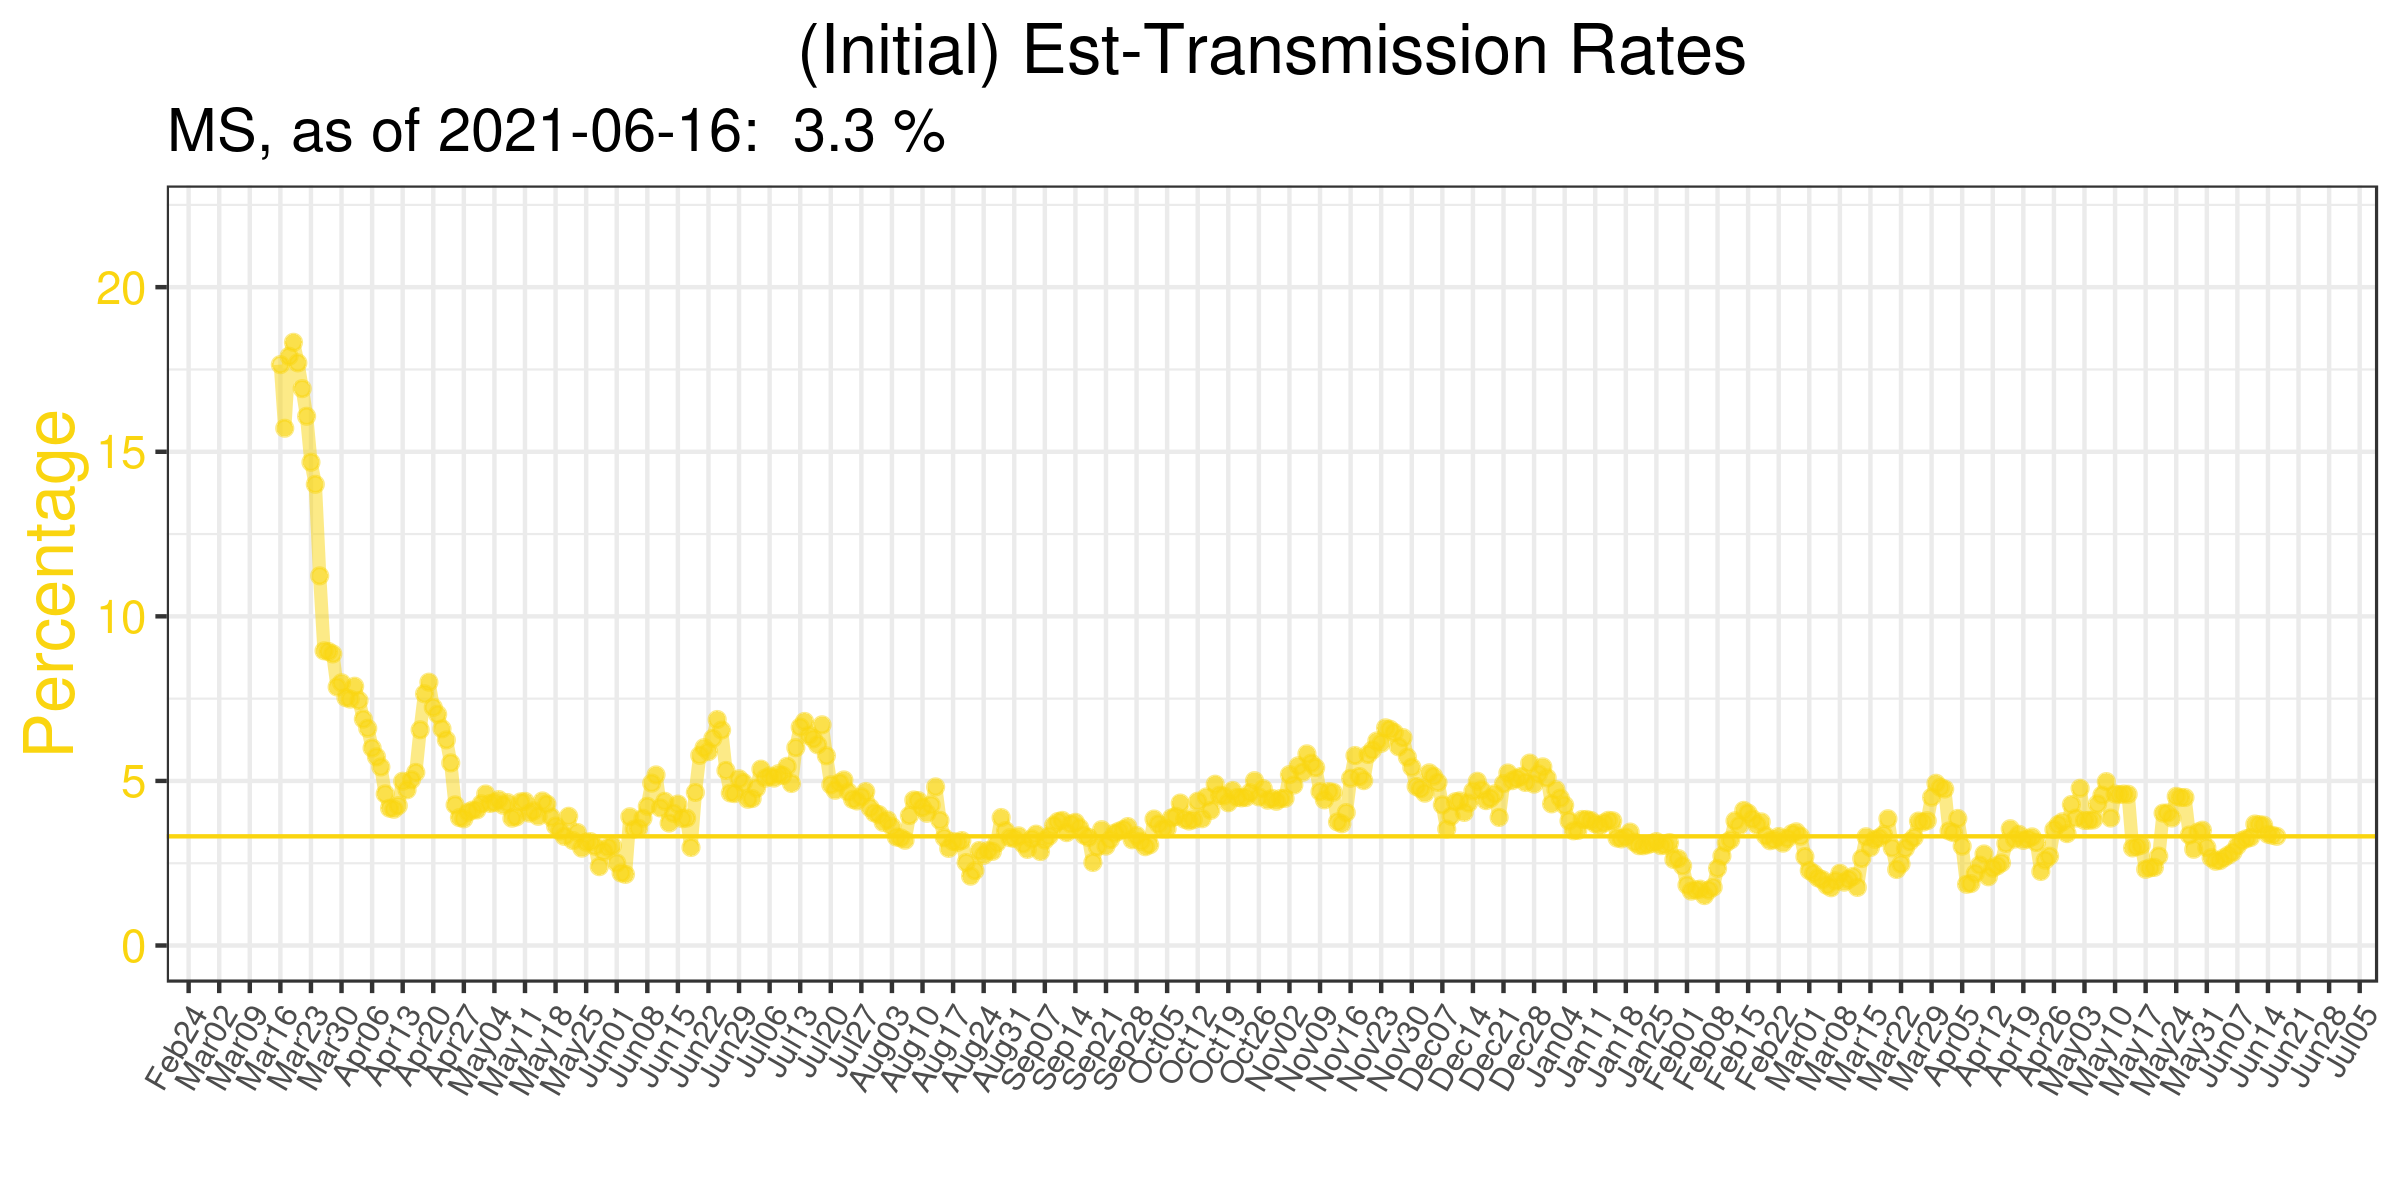 (Initial) Est-Transmission Rates
MS, as of 2021-06-16:  3.3 %
Percentage
20
15
10
5
0
Feb24
Mar02
Mar09
Mar16
Mar23
Mar30
Apr06
Apr13
Apr20
Apr27
May04
May11
May18
May25
Jun01
Jun08
Jun15
Jun22
Jun29
Jul06
Jul13
Jul20
Jul27
Aug03
Aug10
Aug17
Aug24
Aug31
Sep07
Sep14
Sep21
Sep28
Oct05
Oct12
Oct19
Oct26
Nov02
Nov09
Nov16
Nov23
Nov30
Dec07
Dec14
Dec21
Dec28
Jan04
Jan11
Jan18
Jan25
Feb01
Feb08
Feb15
Feb22
Mar01
Mar08
Mar15
Mar22
Mar29
Apr05
Apr12
Apr19
Apr26
May03
May10
May17
May24
May31
Jun07
Jun14
Jun21
Jun28
Jul05